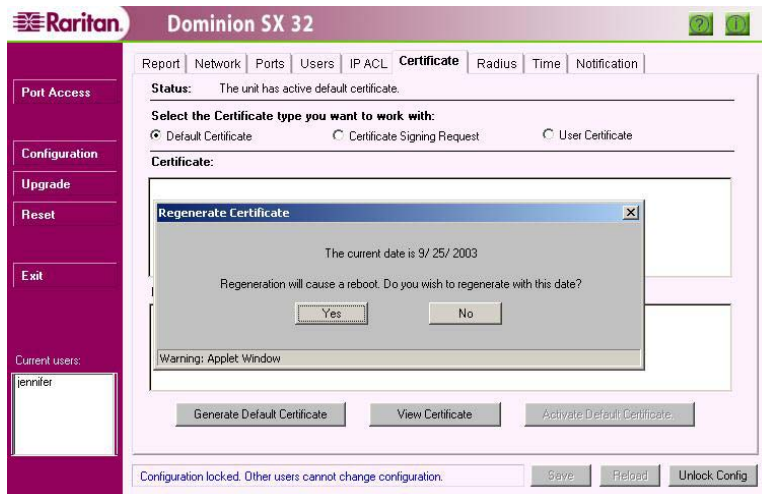 Raritan.
Dominion SX 32
Report Network Ports Users IP ACL Certificate Radius Time Notification
Port Access
Configuration
Upgrade
Reset
Exit
Current users:
jennifer
Status: The unit has active default certificate.
Select the Certificate type you want to work with:
Default Certificate Certificate Signing Request User Certificate
Certificate:
Regenerate Certificate
The current date is 9/ 25/ 2003
Regeneration will cause a reboot. Do you wish to regenerate with this date?
Yes No
Warning: Applet Window
Generate Default Certificate View Certificate Activate Default Certificate
Configuration locked. Other users cannot change configuration. Save Reload Unlock Config